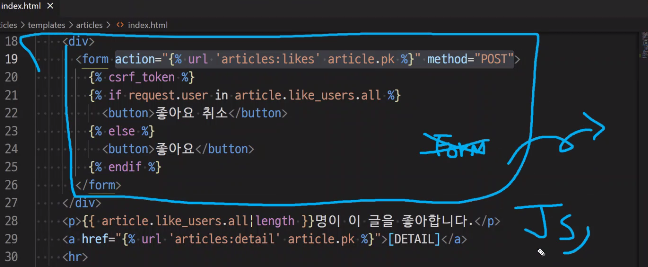 index.html
icles > templates > articles > <> index.html
18 <div>
19 <form action="{% url 'articles:likes' article.pk %}" method="POST">
20 {% csrf_token %}
21 {% if request.user in article.like_users.all %}
22 <button>좋아요 취소</button>
23 {% else %}
24 <button>좋아요</button>
25 {% endif %}
26 </form>
27 </div>
28 <p>{{ article.like_users.all|length }}명이 이 글을 좋아합니다.</p>
29 <a href="{% url 'articles:detail' article.pk %}">[DETAIL]</a>
30 <hr>
FORM
JS,